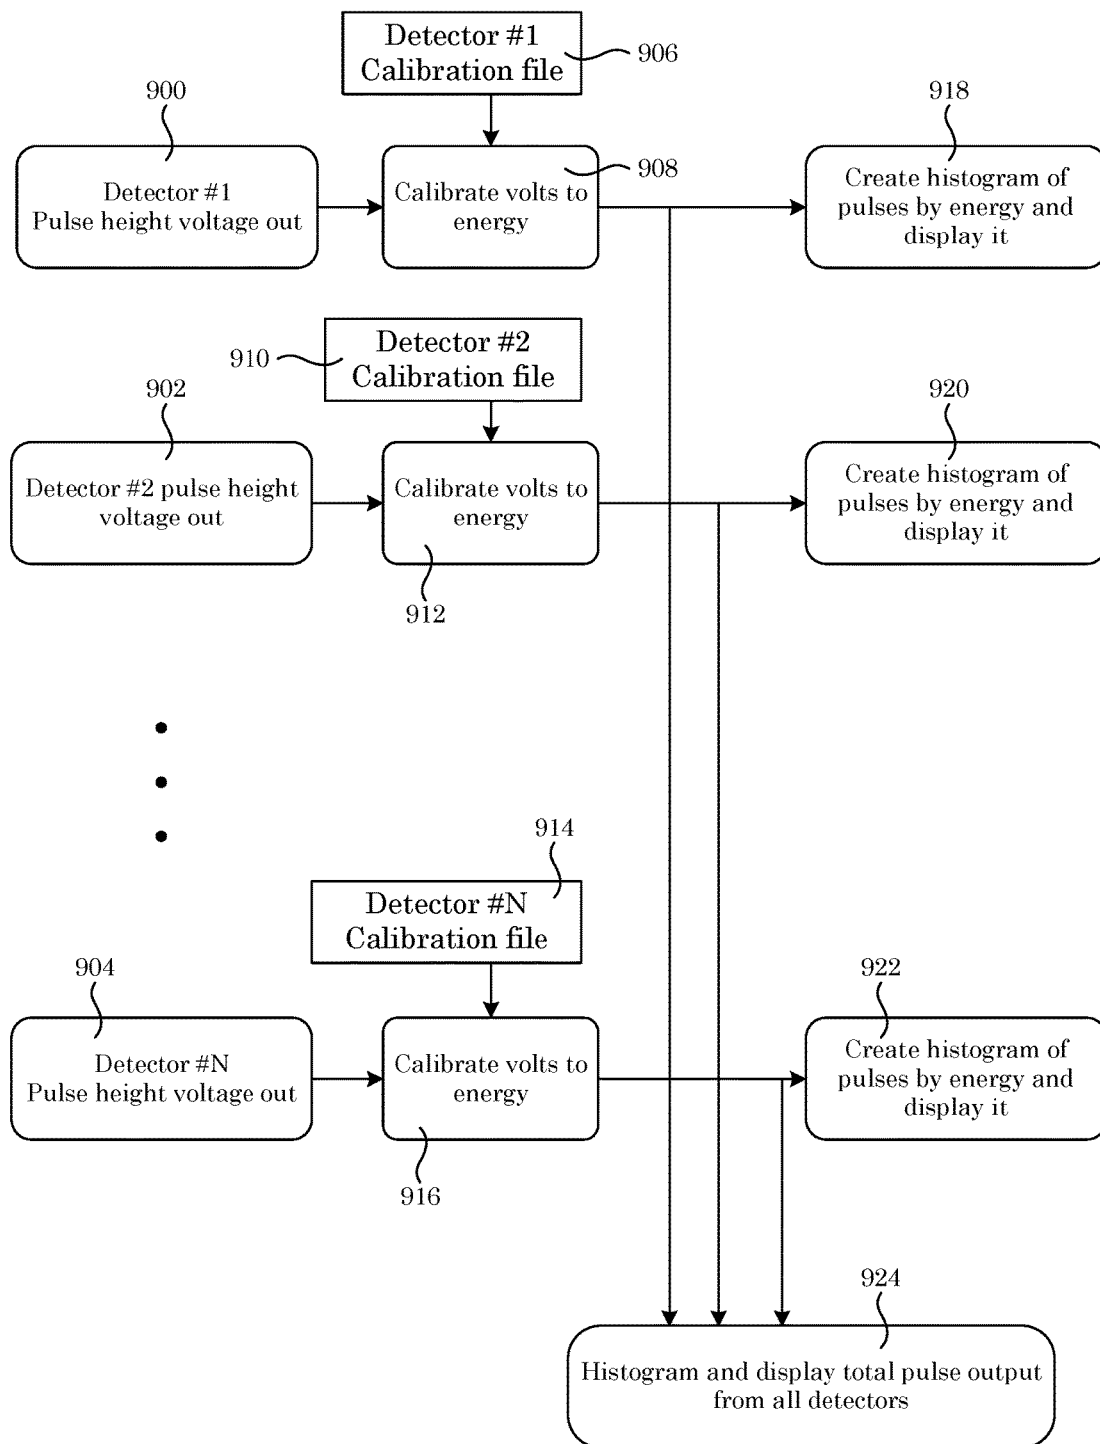 Detector #1
Calibration file
906
900
918
Detector #1
Pulse height voltage out
Calibrate volts to
energy
908
Create histogram of
pulses by energy and
display it
Detector #2
Calibration file
910
902
920
Detector #2 pulse height
voltage out
Calibrate volts to
energy
912
Create histogram of
pulses by energy and
display it
914
Detector #N
Calibration file
904
922
Detector #N
Pulse height voltage out
Calibrate volts to
energy
916
Create histogram of
pulses by energy and
display it
924
Histogram and display total pulse output
from all detectors